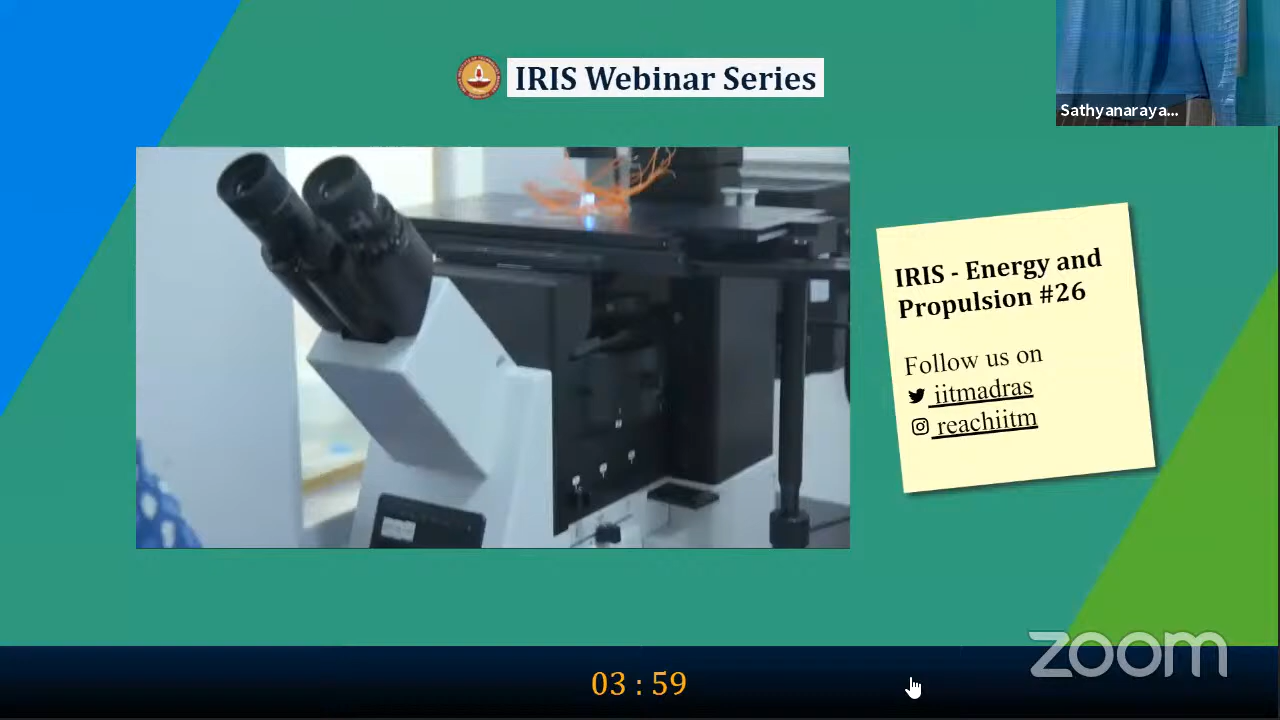 IRIS Webinar Series
Sathyanaraya...
IRIS - Energy and
Propulsion #26
Follow us on
iitmadras
reachiitm
zoom
03 : 59